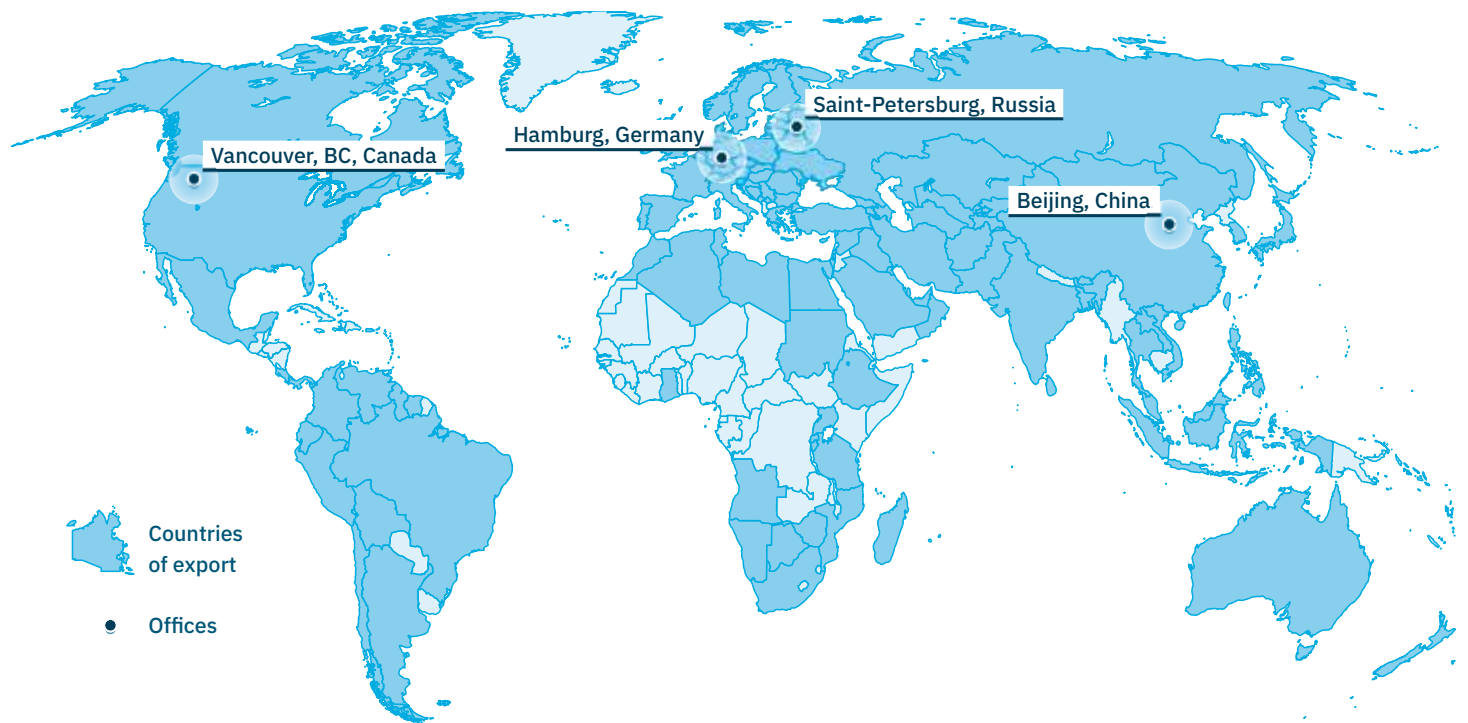 Saint-Petersburg, Russia
Hamburg, Germany
Vancouver, BC, Canada
Beijing, China
Countries
of export
Offices